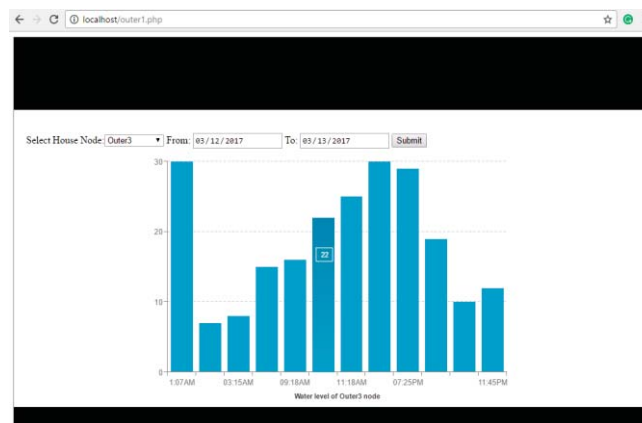 localhost/outer1.php
Select House Node: Outer3 From: 03/12/2017 To: 03/13/2017 Submit
30
20
22
10
0
1:07AM 03:15AM 09:18AM 11:18AM 07:25PM 11:45PM
Water level of Outer3 node